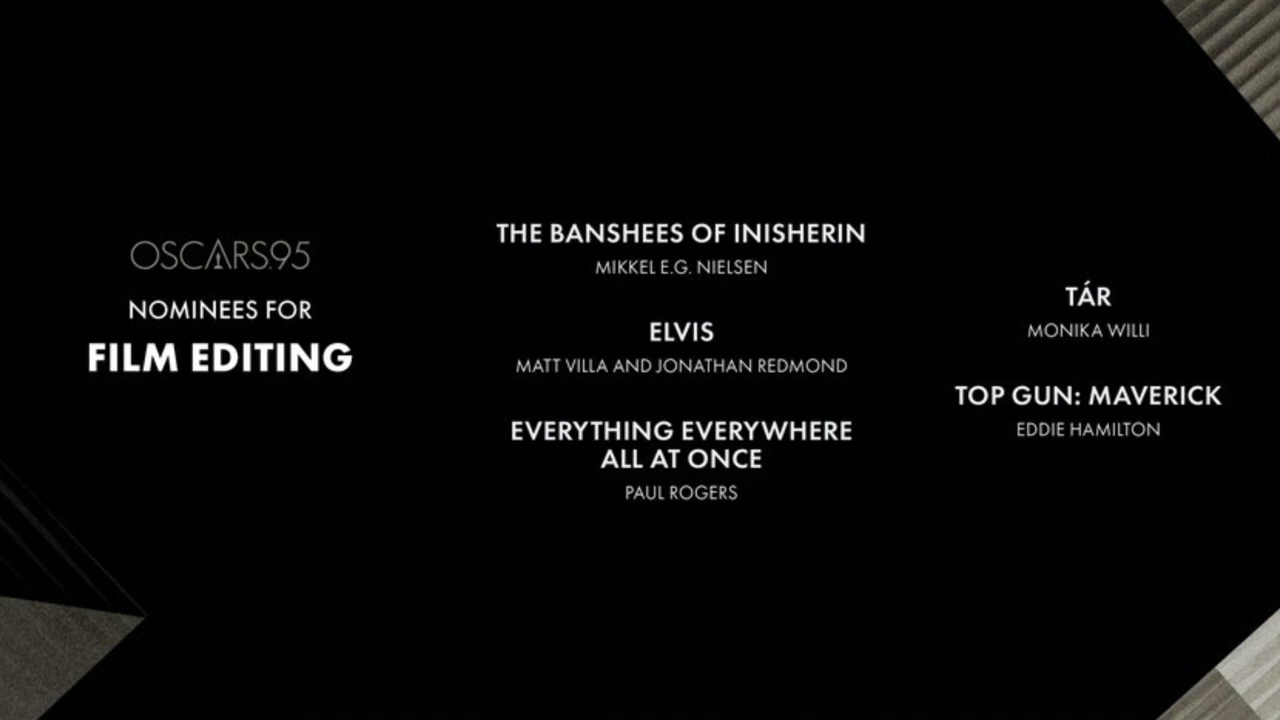 OSCARS95
NOMINEES FOR
FILM EDITING
THE BANSHEES OF INISHERIN
MIKKEL E.G. NIELSEN
ELVIS
MATT VILLA AND JONATHAN REDMOND
EVERYTHING EVERYWHERE
ALL AT ONCE
PAUL ROGERS
TÁR
MONIKA WILLI
TOP GUN: MAVERICK
EDDIE HAMILTON